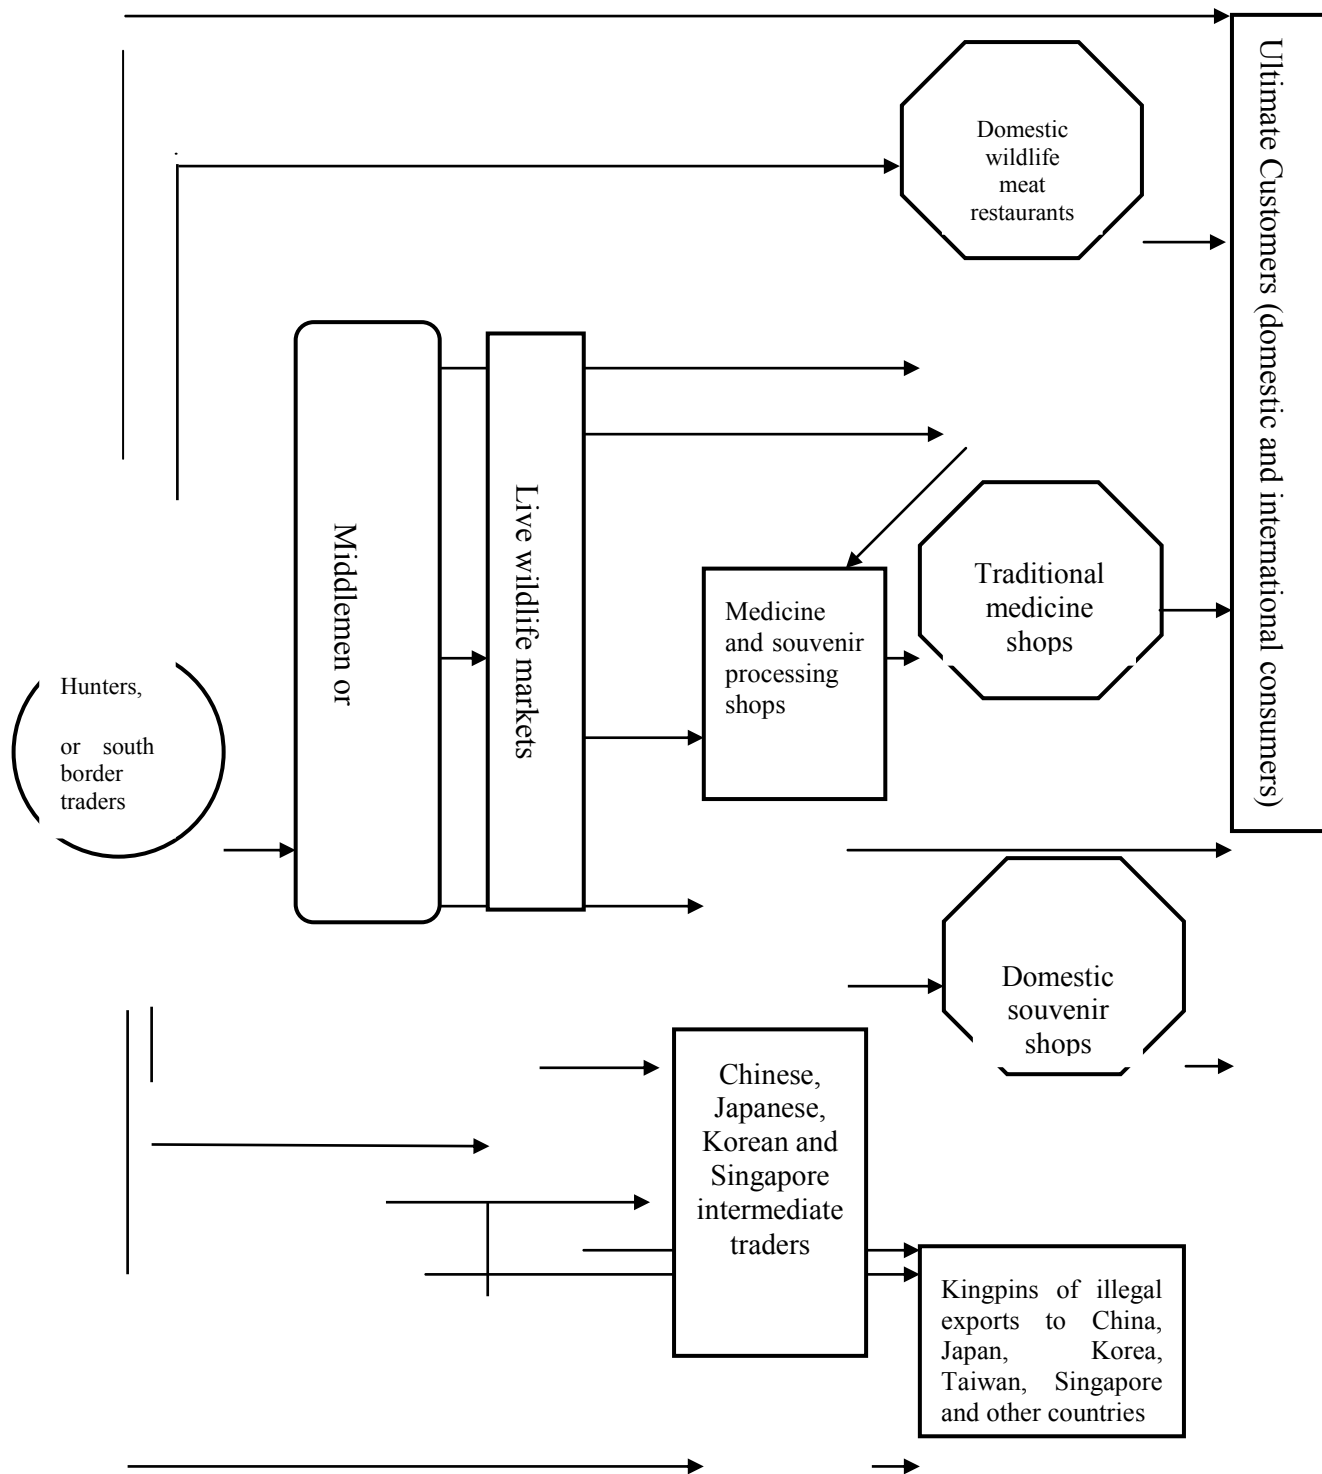 Domestic
wildlife
meat
restaurants
Ultimate Customers (domestic and international consumers)
Middlemen or
Live wildlife markets
Traditional
medicine
shops
Medicine
and souvenir
processing
shops
Hunters,
or south
border
traders
Domestic
souvenir
shops
Chinese,
Japanese,
Korean and
Singapore
intermediate
traders
Kingpins of illegal
exports to China,
Japan, Korea,
Taiwan, Singapore
and other countries